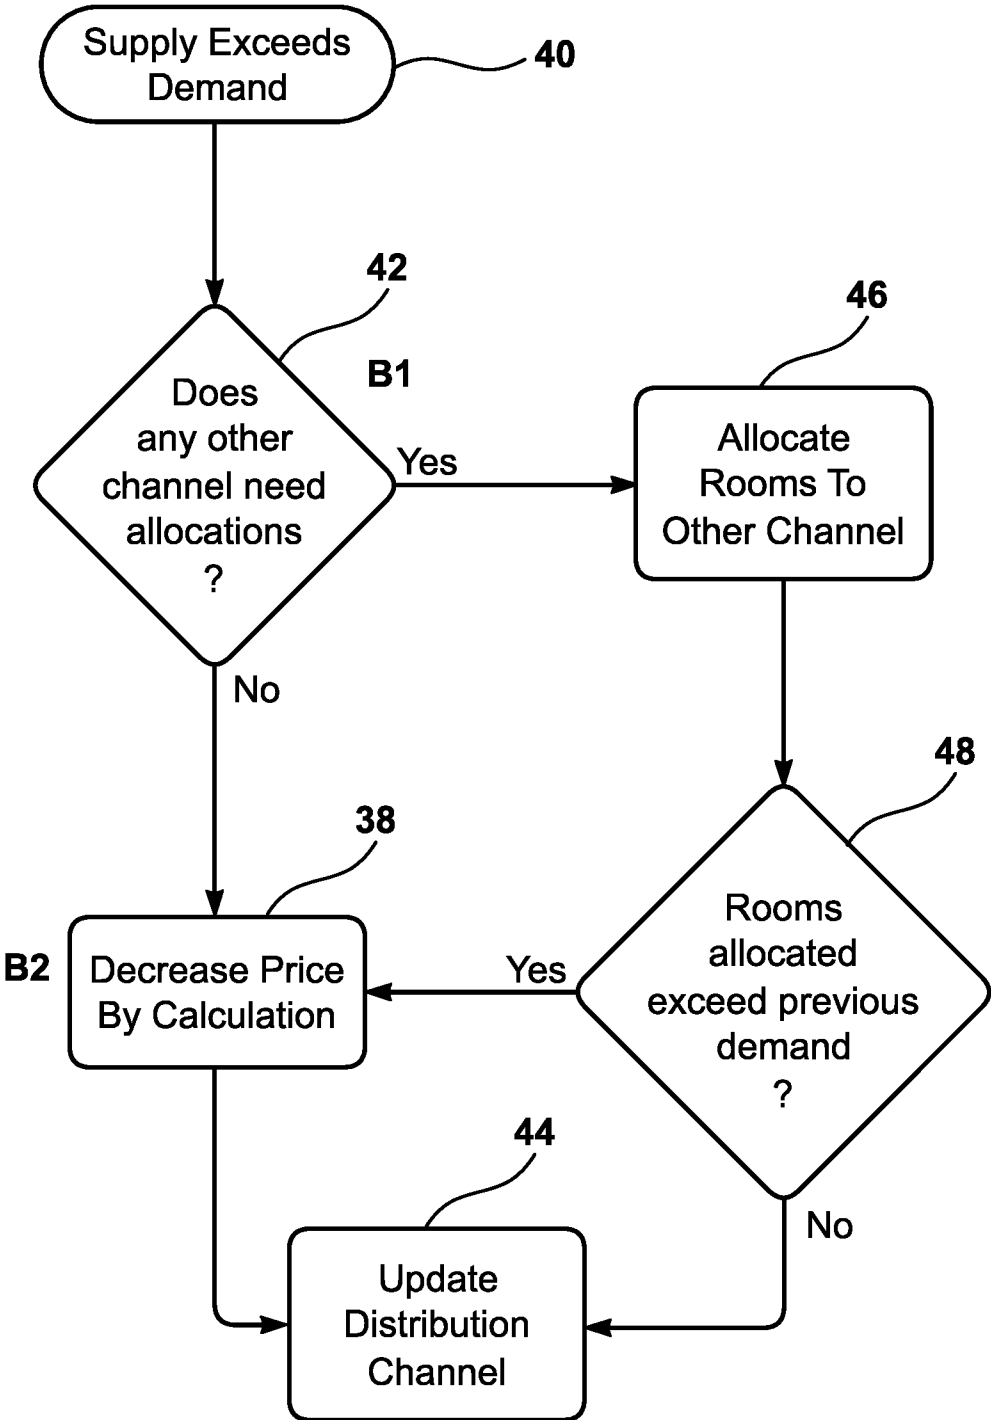 Supply Exceeds
Demand
40
42
B1
Does
any other
channel need
allocations
?
Yes
46
Allocate
Rooms To
Other Channel
No
48
38
B2
Decrease Price
By Calculation
Yes
Rooms
allocated
exceed previous
demand
?
44
No
Update
Distribution
Channel